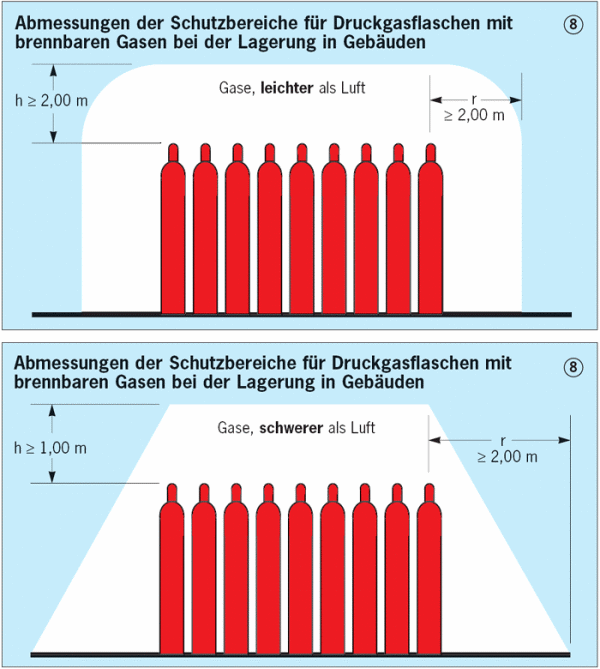 Abmessungen der Schutzbereiche für Druckgasflaschen mit
brennbaren Gasen bei der Lagerung in Gebäuden
8
Gase, leichter als Luft
h ≥ 2,00 m
r
≥ 2,00 m
Abmessungen der Schutzbereiche für Druckgasflaschen mit
brennbaren Gasen bei der Lagerung in Gebäuden
8
Gase, schwerer als Luft
h ≥ 1,00 m
r
≥ 2,00 m